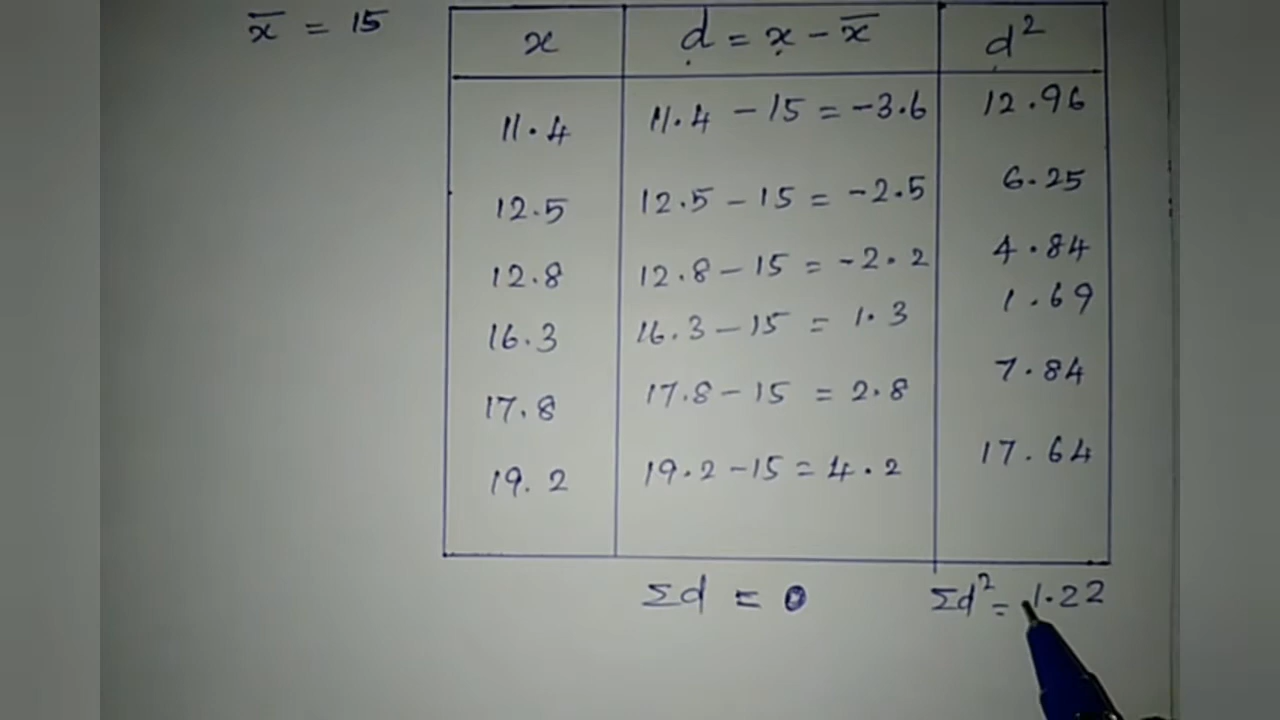 x̄ = 15
x d = x - x̄ d²
11.4 11.4 - 15 = -3.6 12.96
12.5 12.5 - 15 = -2.5 6.25
12.8 12.8 - 15 = -2.2 4.84
16.3 16.3 - 15 = 1.3 1.69
17.8 17.8 - 15 = 2.8 7.84
19.2 19.2 - 15 = 4.2 17.64
Σd = 0 Σd² = 1.22